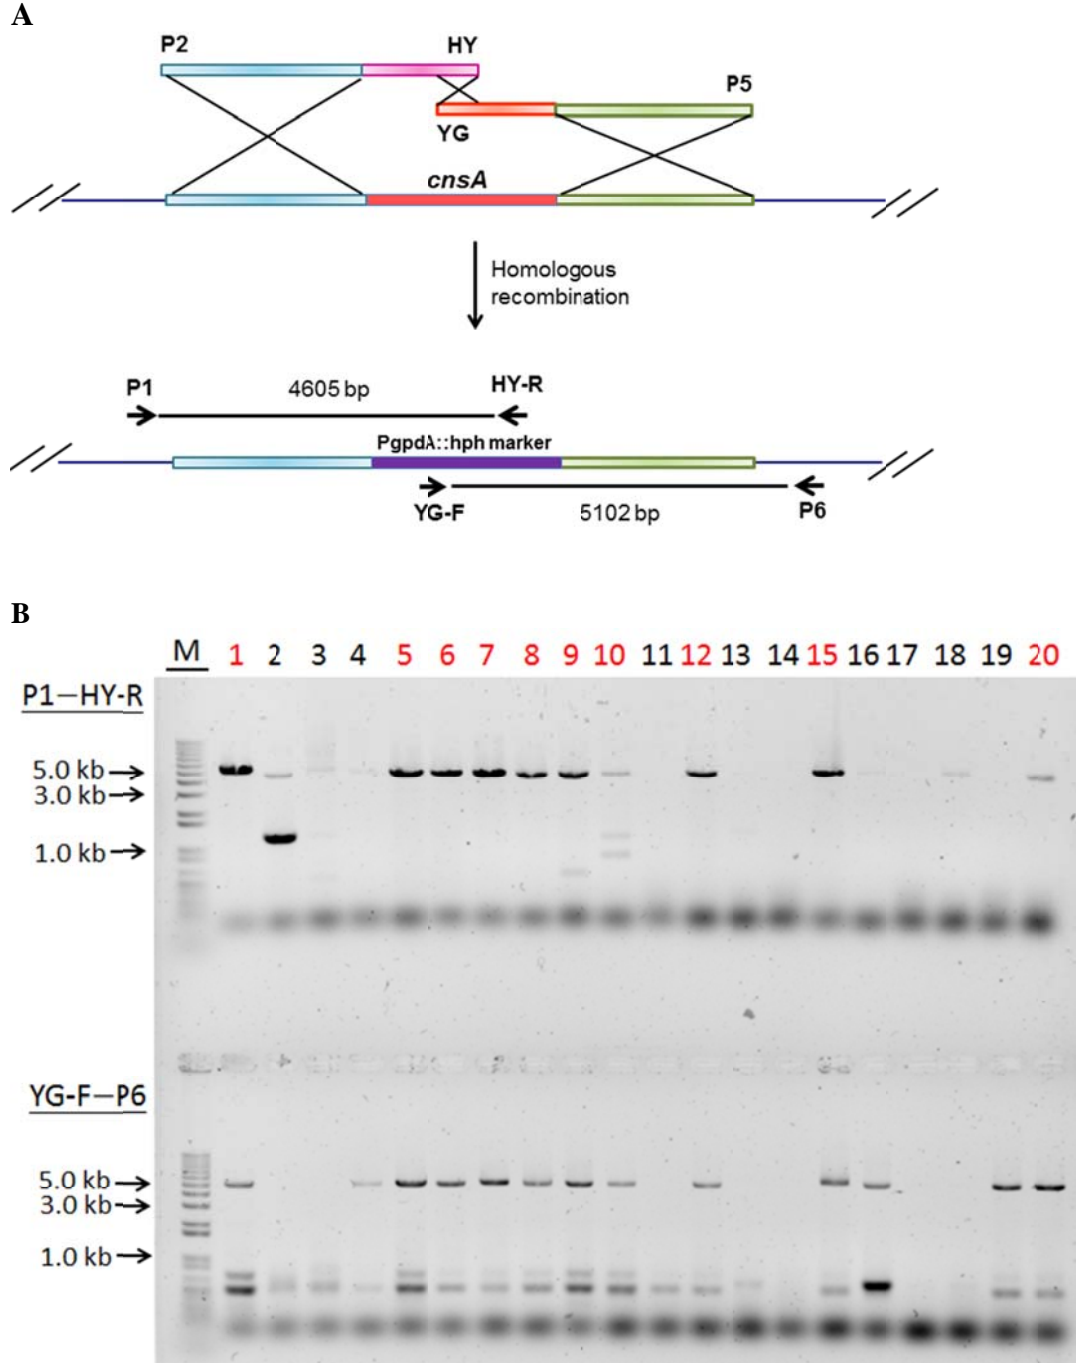 A
P2 HY
P5
YG
cnsA
Homologous
recombination
P1 4605 bp HY-R
PgpdA::hph marker
YG-F 5102 bp P6
B
M 1 2 3 4 5 6 7 8 9 10 11 12 13 14 15 16 17 18 19 20
P1–HY-R
5.0 kb
3.0 kb
1.0 kb
YG-F–P6
5.0 kb
3.0 kb
1.0 kb